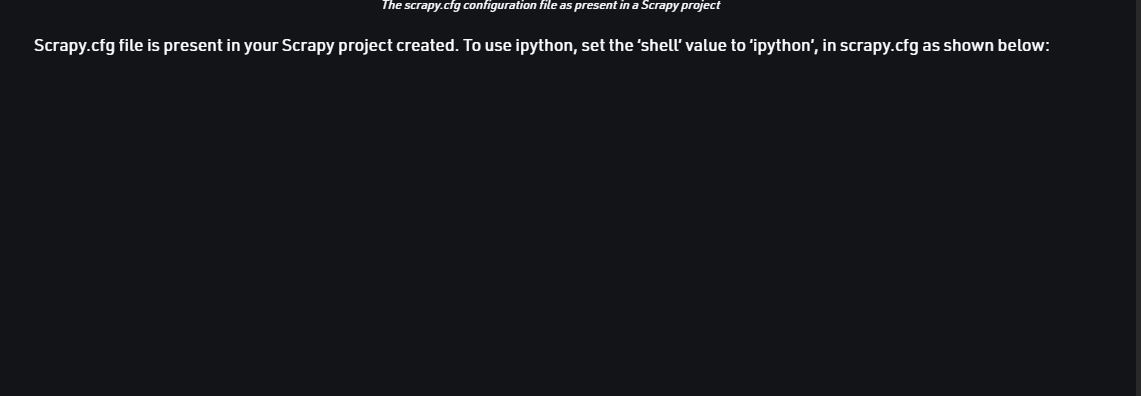 The scrapy.cfg configuration file as present in a Scrapy project
Scrapy.cfg file is present in your Scrapy project created. To use ipython, set the ‘shell’ value to ‘ipython’, in scrapy.cfg as shown below: